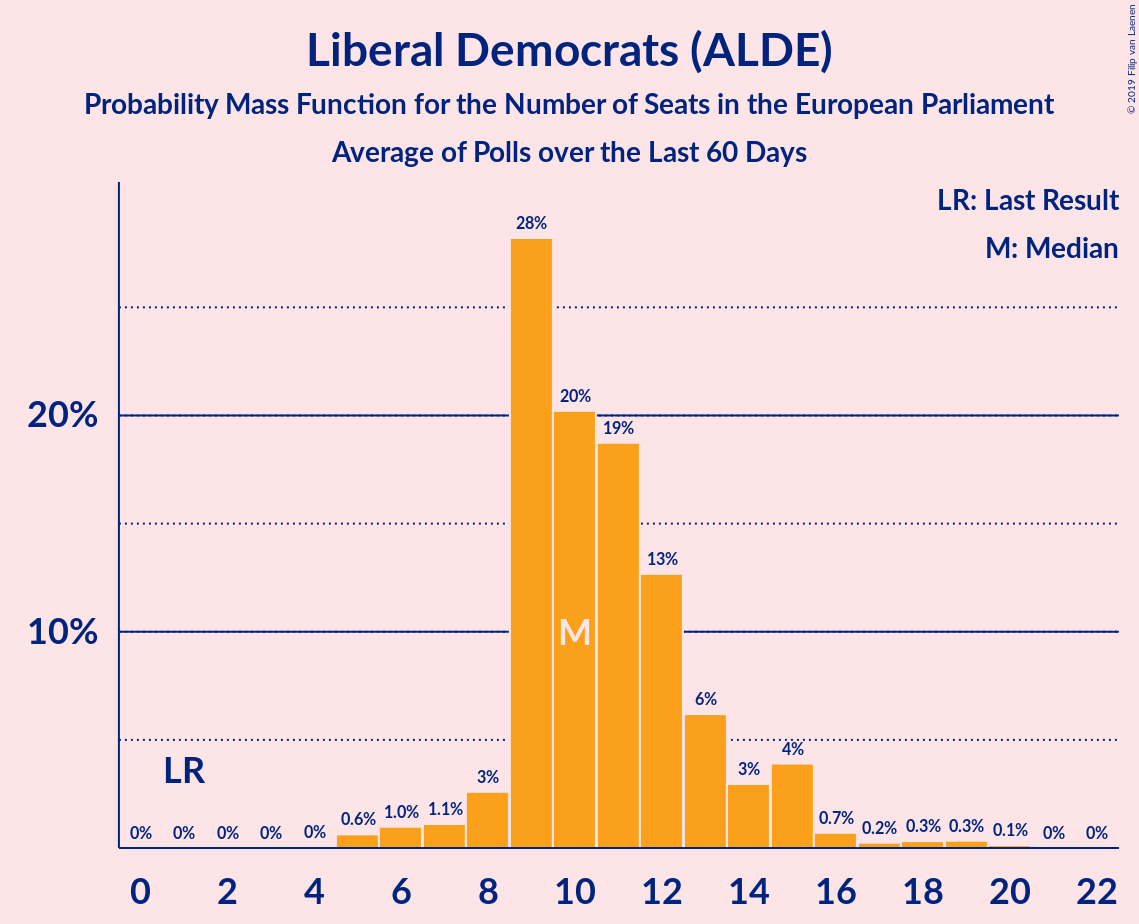 Liberal Democrats (ALDE)
Probability Mass Function for the Number of Seats in the European Parliament
Average of Polls over the Last 60 Days
© 2019 Filip van Laenen
LR: Last Result
M: Median
28%
20%
20%
19%
13%
10%
M
6%
LR
4%
3%
3%
0% 0% 0% 0% 0% 0.6% 1.0% 1.1% 0.7% 0.2% 0.3% 0.3% 0.1% 0% 0%
0 2 4 6 8 10 12 14 16 18 20 22